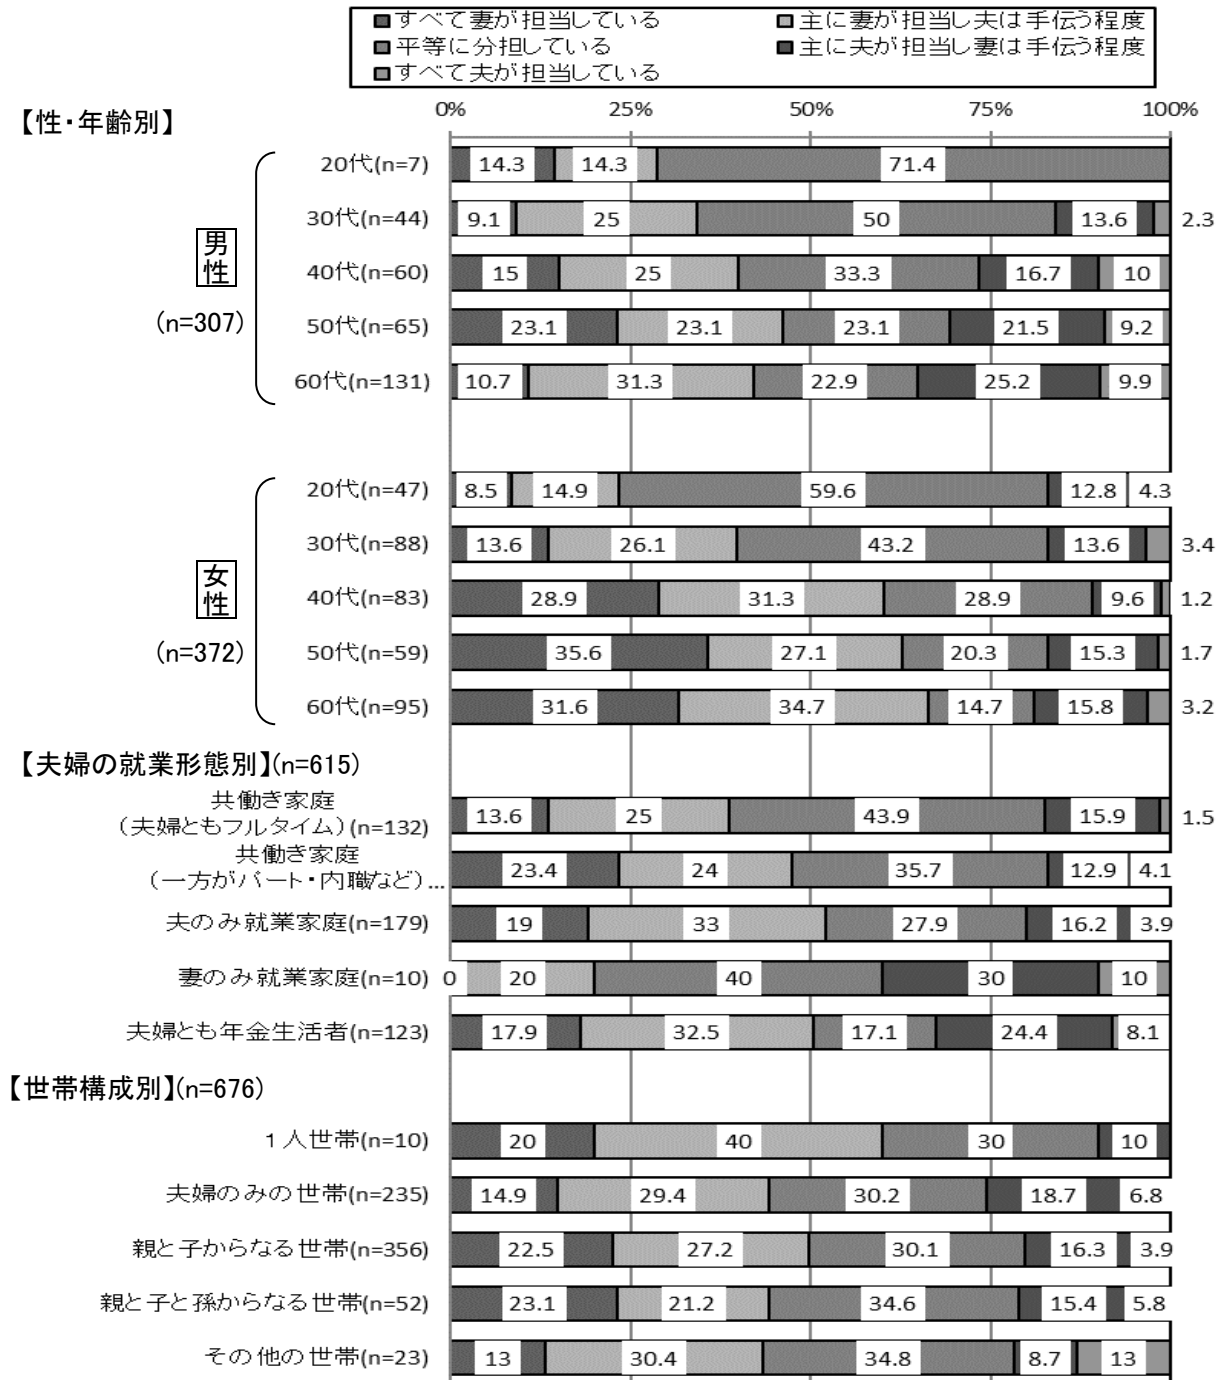 ■すべて妻が担当している ■主に妻が担当し夫は手伝う程度
■平等に分担している ■主に夫が担当し妻は手伝う程度
■すべて夫が担当している
0% 25% 50% 75% 100%
【性・年齢別】
20代(n=7) 14.3 14.3 71.4
30代(n=44) 9.1 25 50 13.6 2.3
男性
40代(n=60) 15 25 33.3 16.7 10
(n=307)
50代(n=65) 23.1 23.1 23.1 21.5 9.2
60代(n=131) 10.7 31.3 22.9 25.2 9.9
20代(n=47) 8.5 14.9 59.6 12.8 4.3
30代(n=88) 13.6 26.1 43.2 13.6 3.4
女性
40代(n=83) 28.9 31.3 28.9 9.6 1.2
(n=372)
50代(n=59) 35.6 27.1 20.3 15.3 1.7
60代(n=95) 31.6 34.7 14.7 15.8 3.2
【夫婦の就業形態別】(n=615)
共働き家庭
(夫婦ともフルタイム)(n=132) 13.6 25 43.9 15.9 1.5
共働き家庭
(一方がパート・内職など)… 23.4 24 35.7 12.9 4.1
夫のみ就業家庭(n=179) 19 33 27.9 16.2 3.9
妻のみ就業家庭(n=10) 0 20 40 30 10
夫婦とも年金生活者(n=123) 17.9 32.5 17.1 24.4 8.1
【世帯構成別】(n=676)
1人世帯(n=10) 20 40 30 10
夫婦のみの世帯(n=235) 14.9 29.4 30.2 18.7 6.8
親と子からなる世帯(n=356) 22.5 27.2 30.1 16.3 3.9
親と子と孫からなる世帯(n=52) 23.1 21.2 34.6 15.4 5.8
その他の世帯(n=23) 13 30.4 34.8 8.7 13